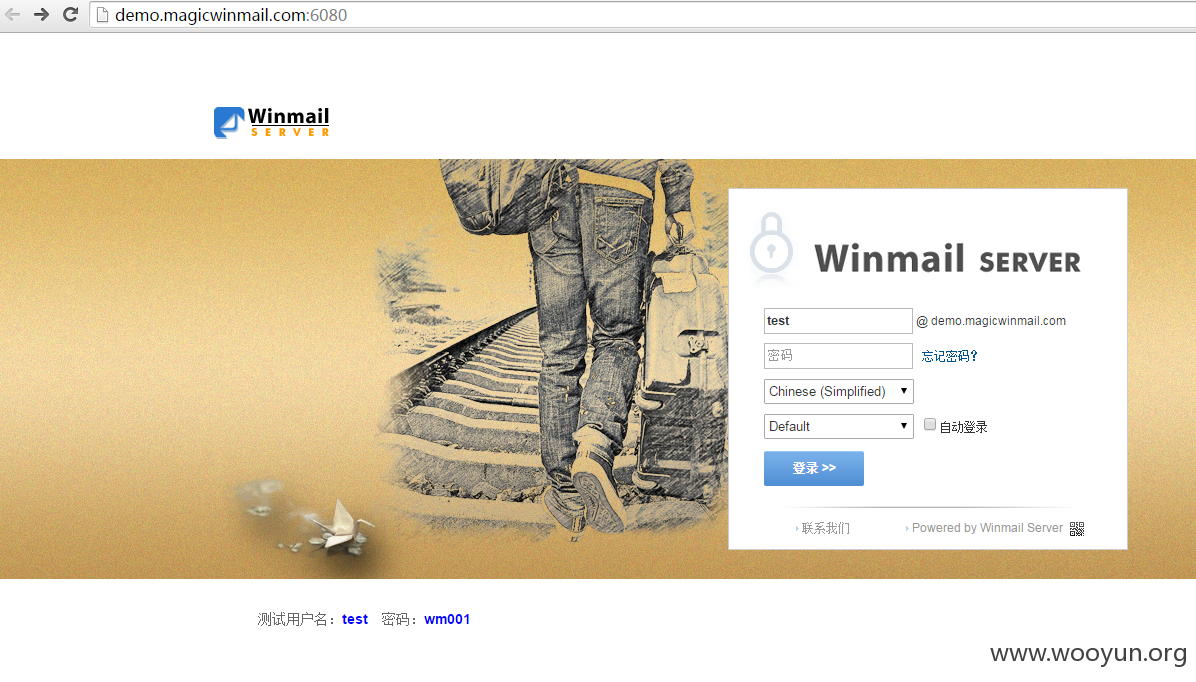 demo.magicwinmail.com:6080
Winmail
SERVER
Winmail SERVER
test @ demo.magicwinmail.com
密码 忘记密码?
Chinese (Simplified)
Default 自动登录
登录 >>
联系我们 Powered by Winmail Server
测试用户名：test 密码：wm001
www.wooyun.org